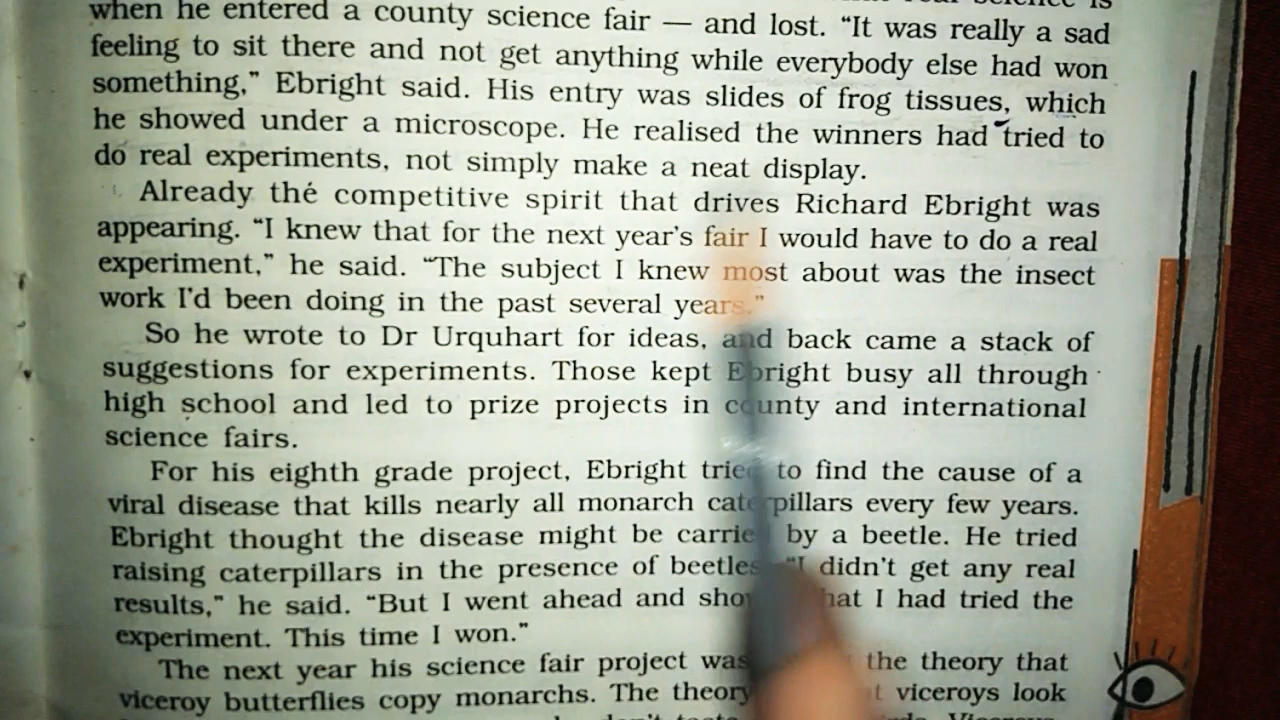 when he entered a county science fair — and lost. "It was really a sad
feeling to sit there and not get anything while everybody else had won
something," Ebright said. His entry was slides of frog tissues, which
he showed under a microscope. He realised the winners had tried to
do real experiments, not simply make a neat display.
Already the competitive spirit that drives Richard Ebright was
appearing. "I knew that for the next year's fair I would have to do a real
experiment," he said. "The subject I knew most about was the insect
work I'd been doing in the past several years."
So he wrote to Dr Urquhart for ideas, and back came a stack of
suggestions for experiments. Those kept Ebright busy all through
high school and led to prize projects in county and international
science fairs.
For his eighth grade project, Ebright tried to find the cause of a
viral disease that kills nearly all monarch caterpillars every few years.
Ebright thought the disease might be carried by a beetle. He tried
raising caterpillars in the presence of beetles. "I didn't get any real
results," he said. "But I went ahead and that I had tried the
experiment. This time I won."
The next year his science fair project was the theory that
viceroy butterflies copy monarchs. The theory viceroys look